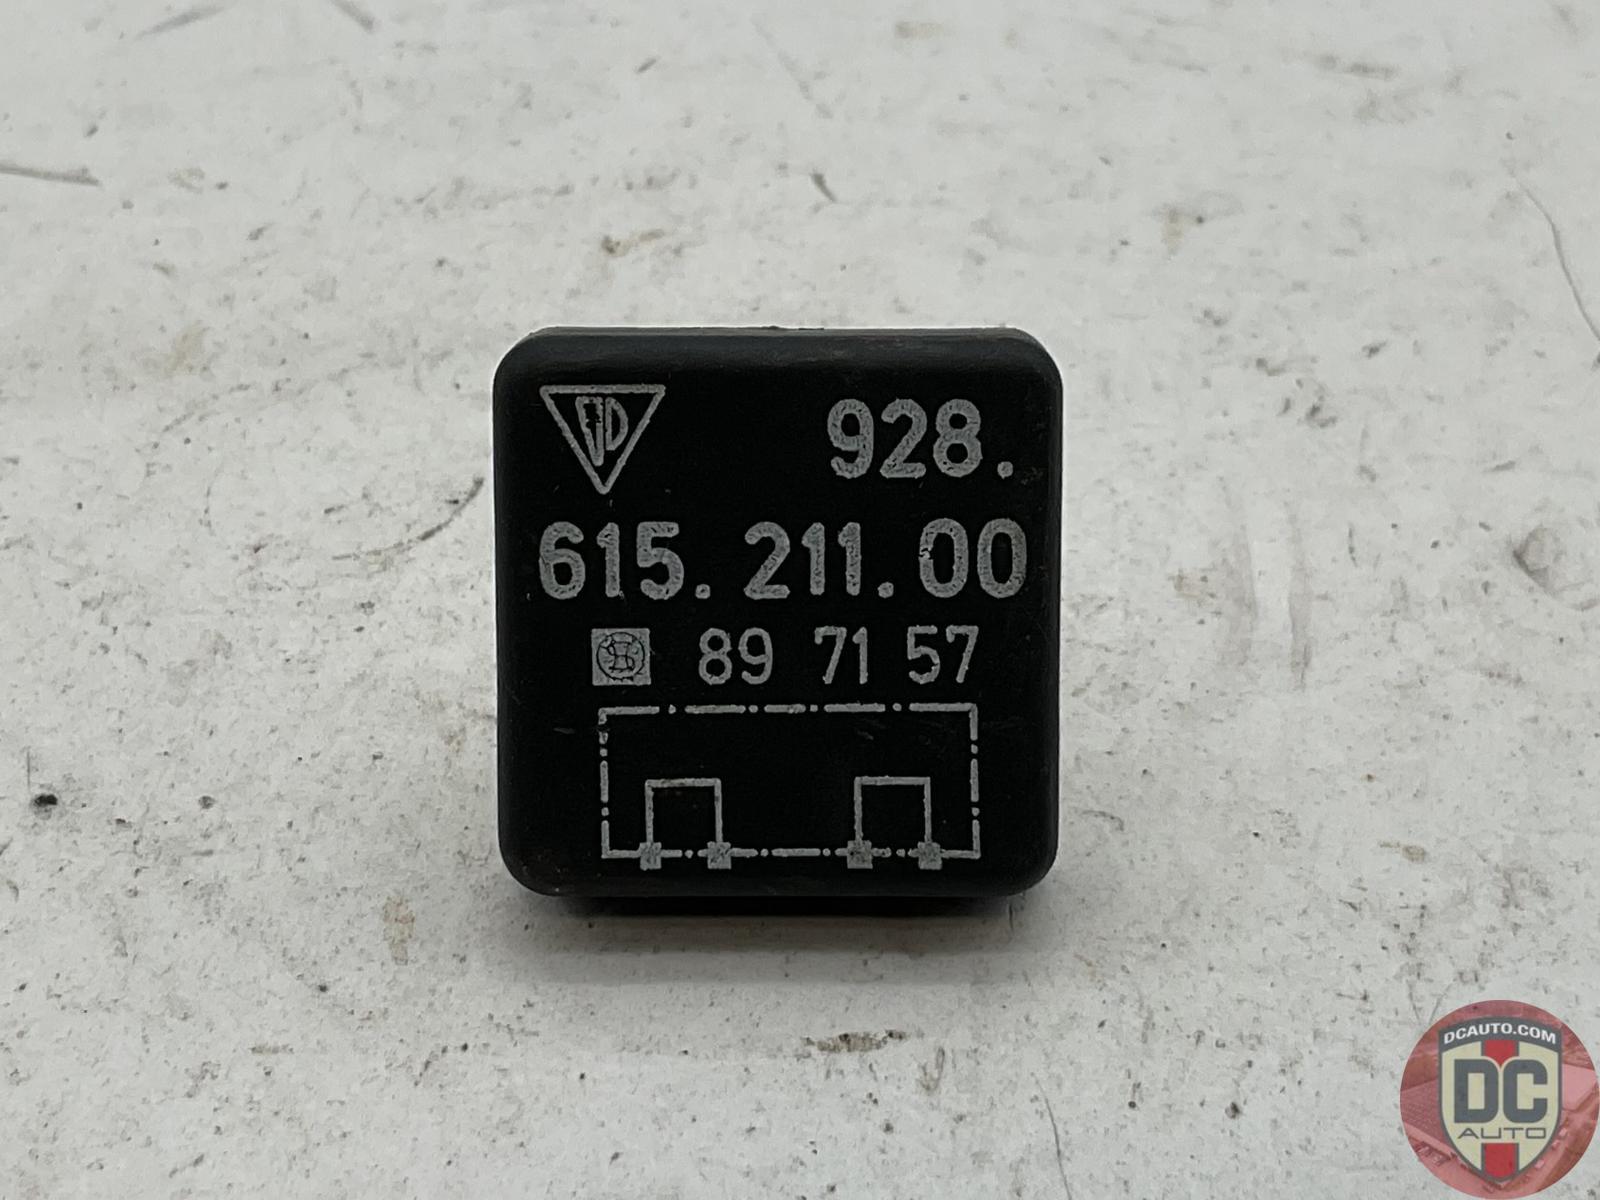 928.
615. 211. 00
89 71 57
DCAUTO.COM
DC
AUTO